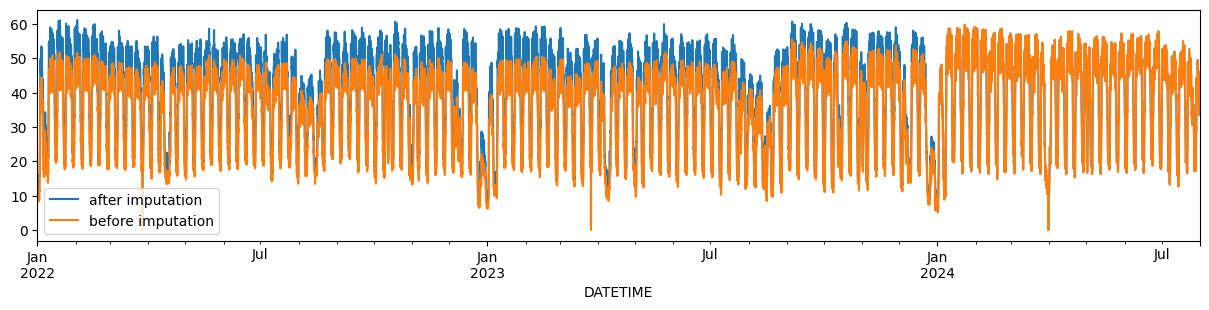 60
50
40
30
20
10
0
after imputation
before imputation
Jan
2022
Jul
Jan
2023
Jul
Jan
2024
Jul
DATETIME